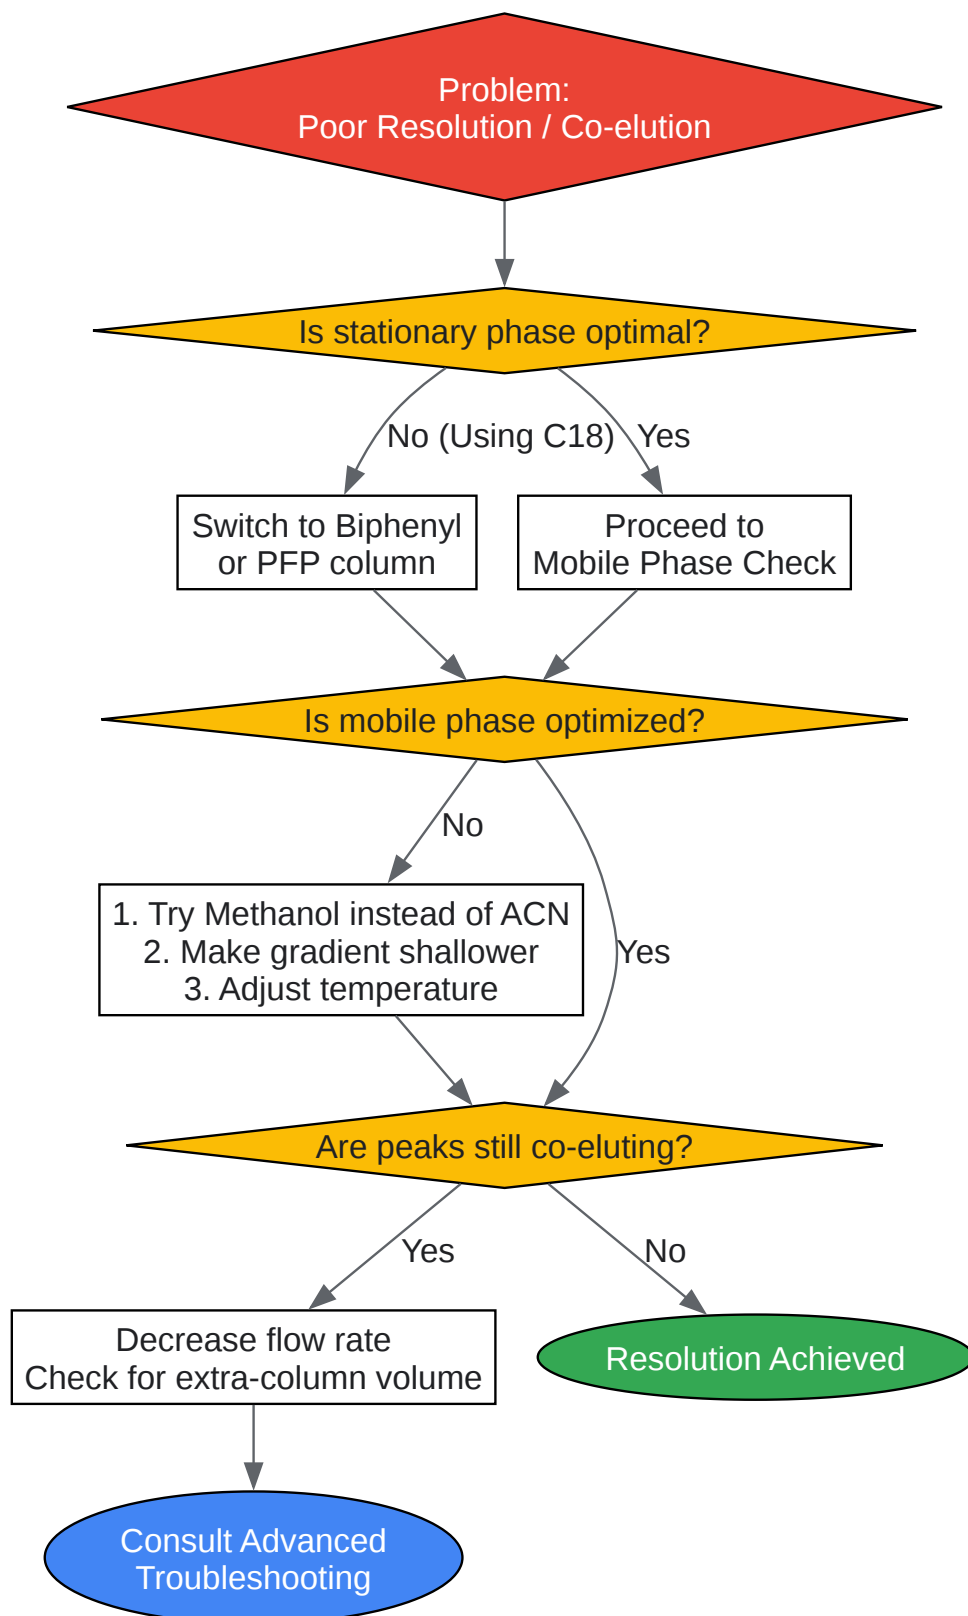 Problem:
Poor Resolution / Co-elution
Is stationary phase optimal?
No (Using C18)
Yes
Switch to Biphenyl
or PFP column
Proceed to
Mobile Phase Check
Is mobile phase optimized?
No
1. Try Methanol instead of ACN
2. Make gradient shallower
3. Adjust temperature
Yes
Are peaks still co-eluting?
Yes
No
Decrease flow rate
Check for extra-column volume
Resolution Achieved
Consult Advanced
Troubleshooting